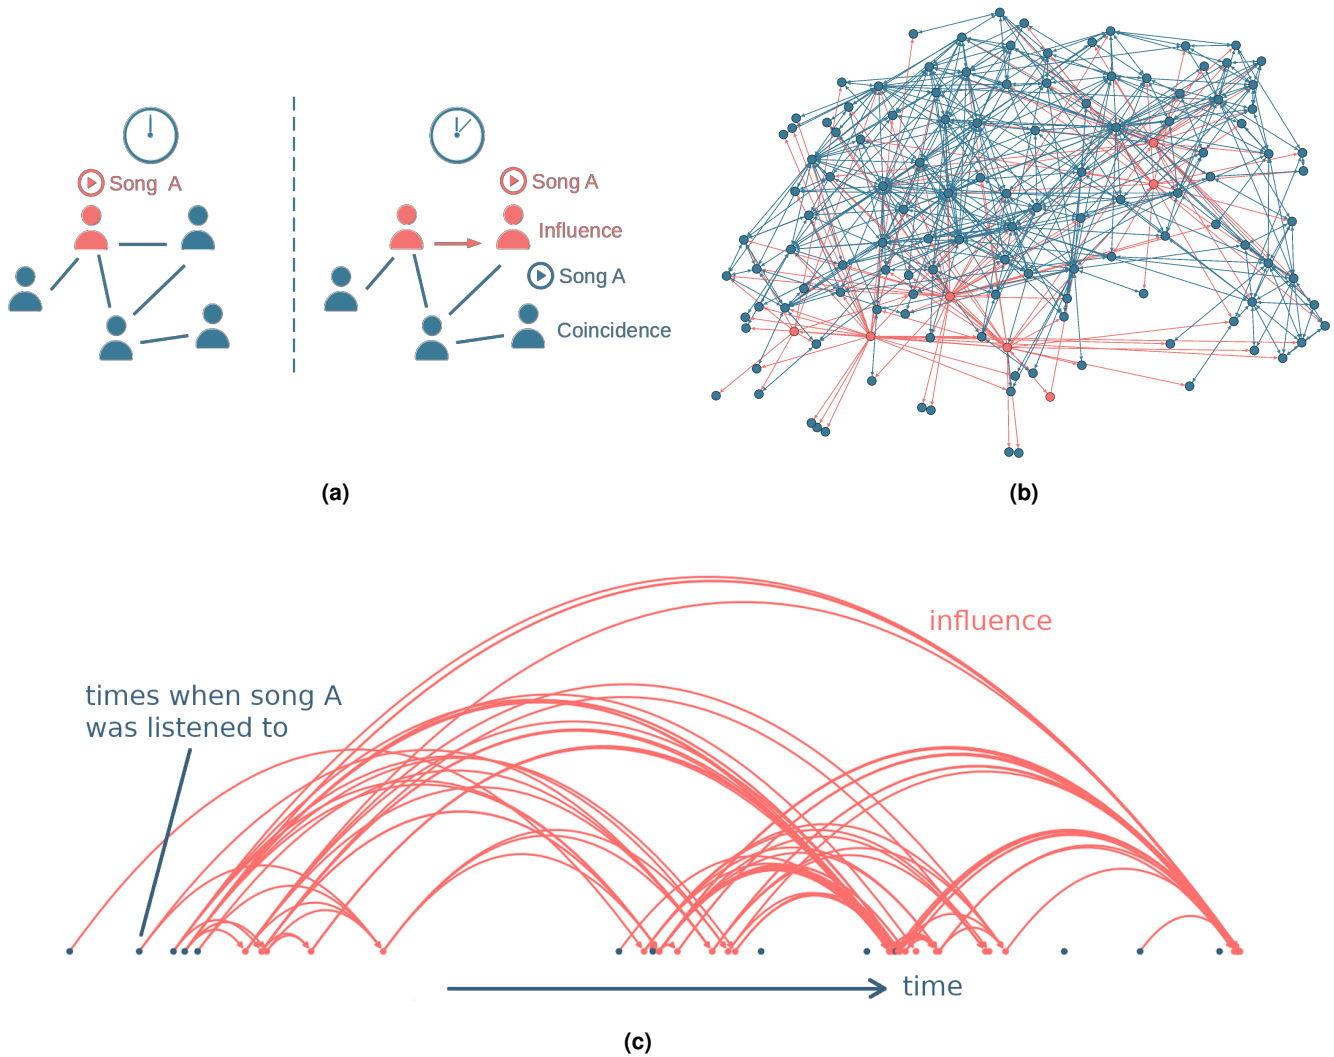 Song A
Song A
Influence
Song A
Coincidence
(a)
(b)
influence
times when song A
was listened to
time
(c)